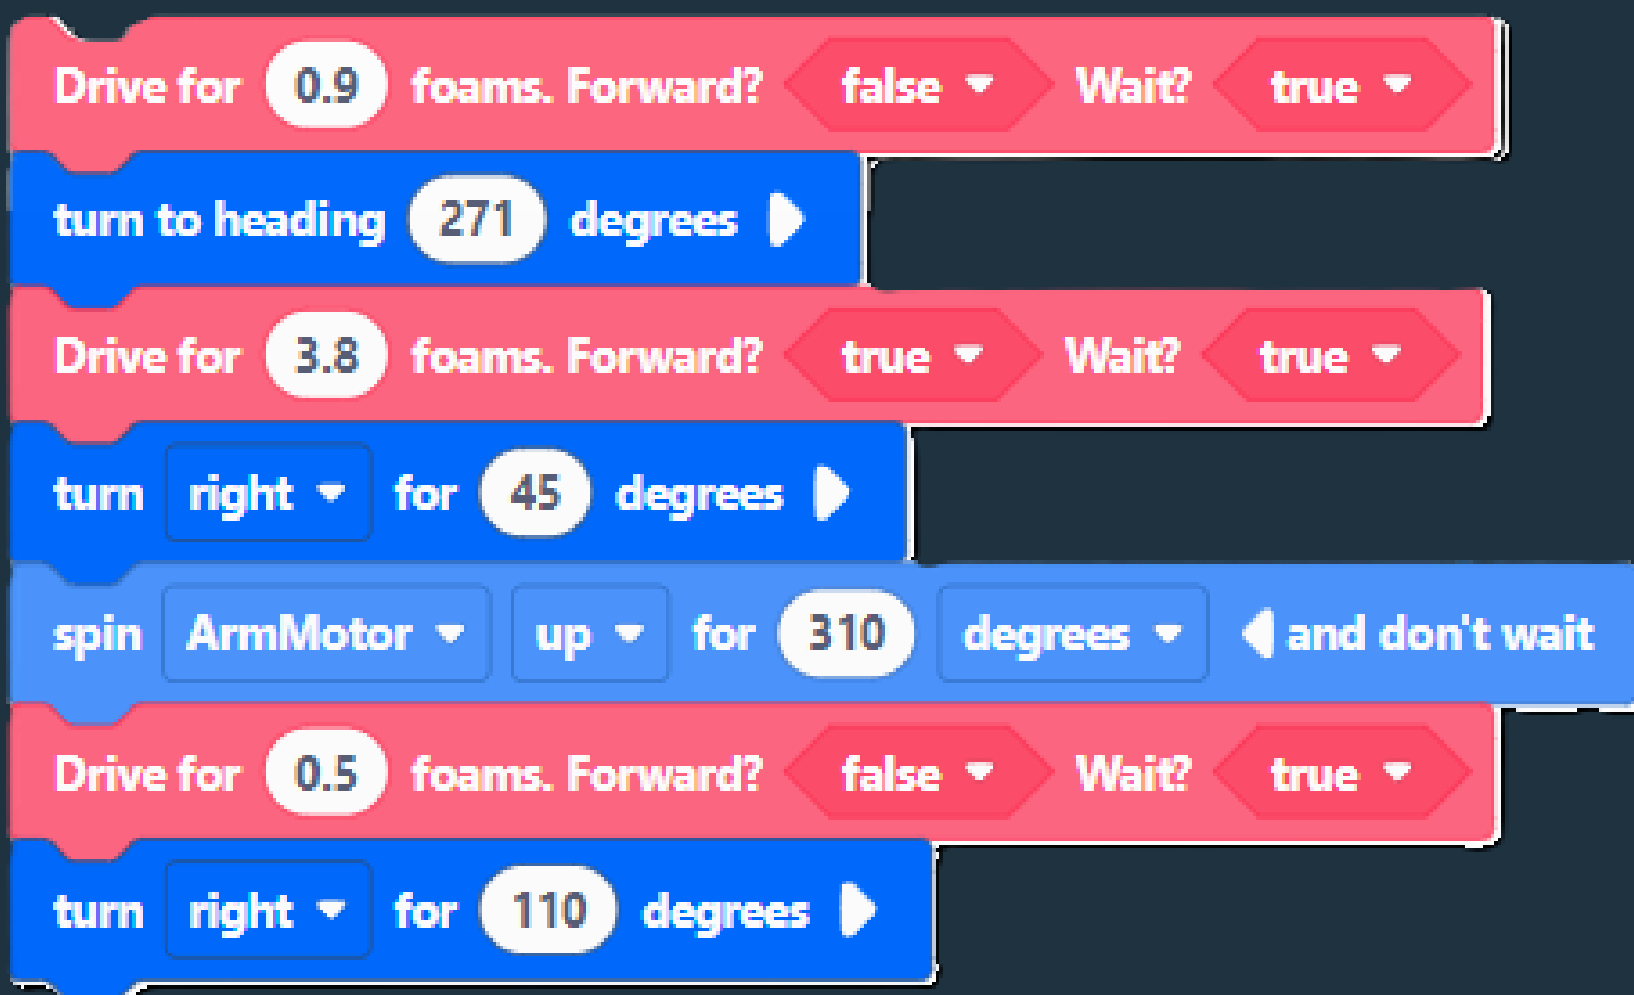 Drive for 0.9 foams. Forward? false Wait? true
turn to heading 271 degrees
Drive for 3.8 foams. Forward? true Wait? true
turn right for 45 degrees
spin ArmMotor up for 310 degrees and don't wait
Drive for 0.5 foams. Forward? false Wait? true
turn right for 110 degrees